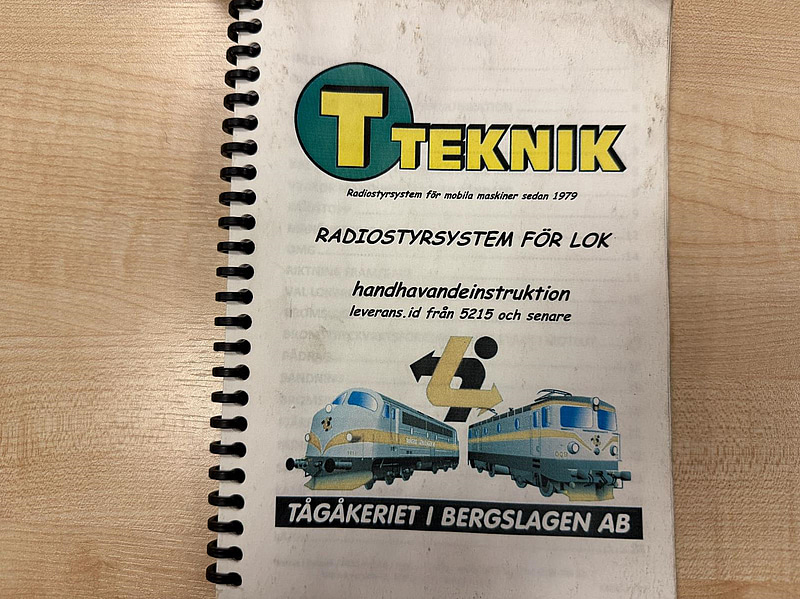 T TEKNIK
Radiostyrsystem för mobila maskiner sedan 1979
RADIOSTYRSYSTEM FÖR LOK
handhavandeinstruktion
leverans.id från 5215 och senare
TÅGÅKERIET I BERGSLAGEN AB